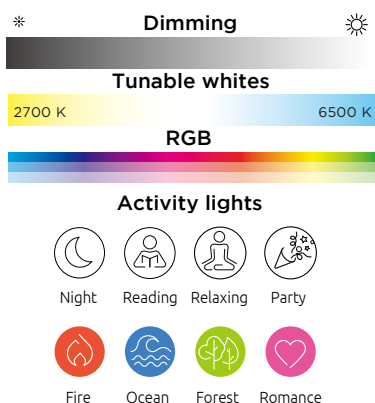 Dimming
Tunable whites
2700 K 6500 K
RGB
Activity lights
Night Reading Relaxing Party
Fire Ocean Forest Romance